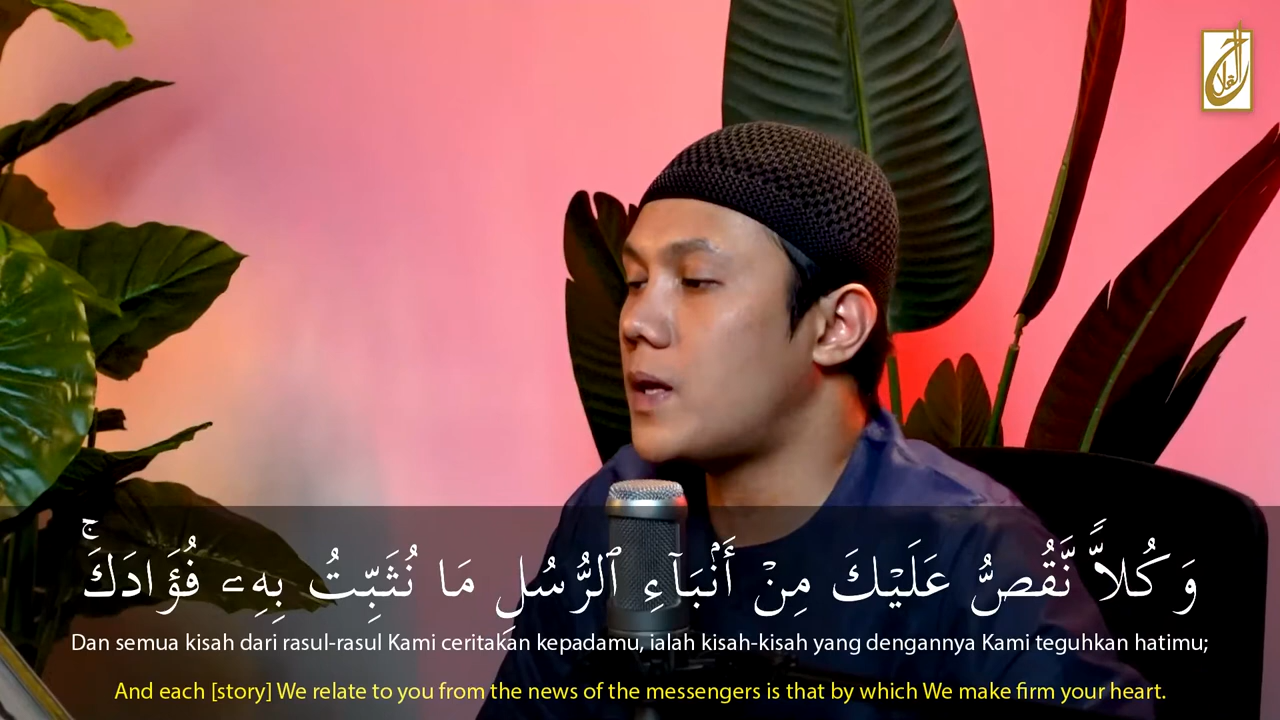 وَكُلًّا نَّقُصُّ عَلَيْكَ مِنْ أَنۢبَآءِ ٱلرُّسُلِ مَا نُثَبِّتُ بِهِۦ فُؤَادَكَ ۚ
Dan semua kisah dari rasul-rasul Kami ceritakan kepadamu, ialah kisah-kisah yang dengannya Kami teguhkan hatimu;
And each [story] We relate to you from the news of the messengers is that by which We make firm your heart.